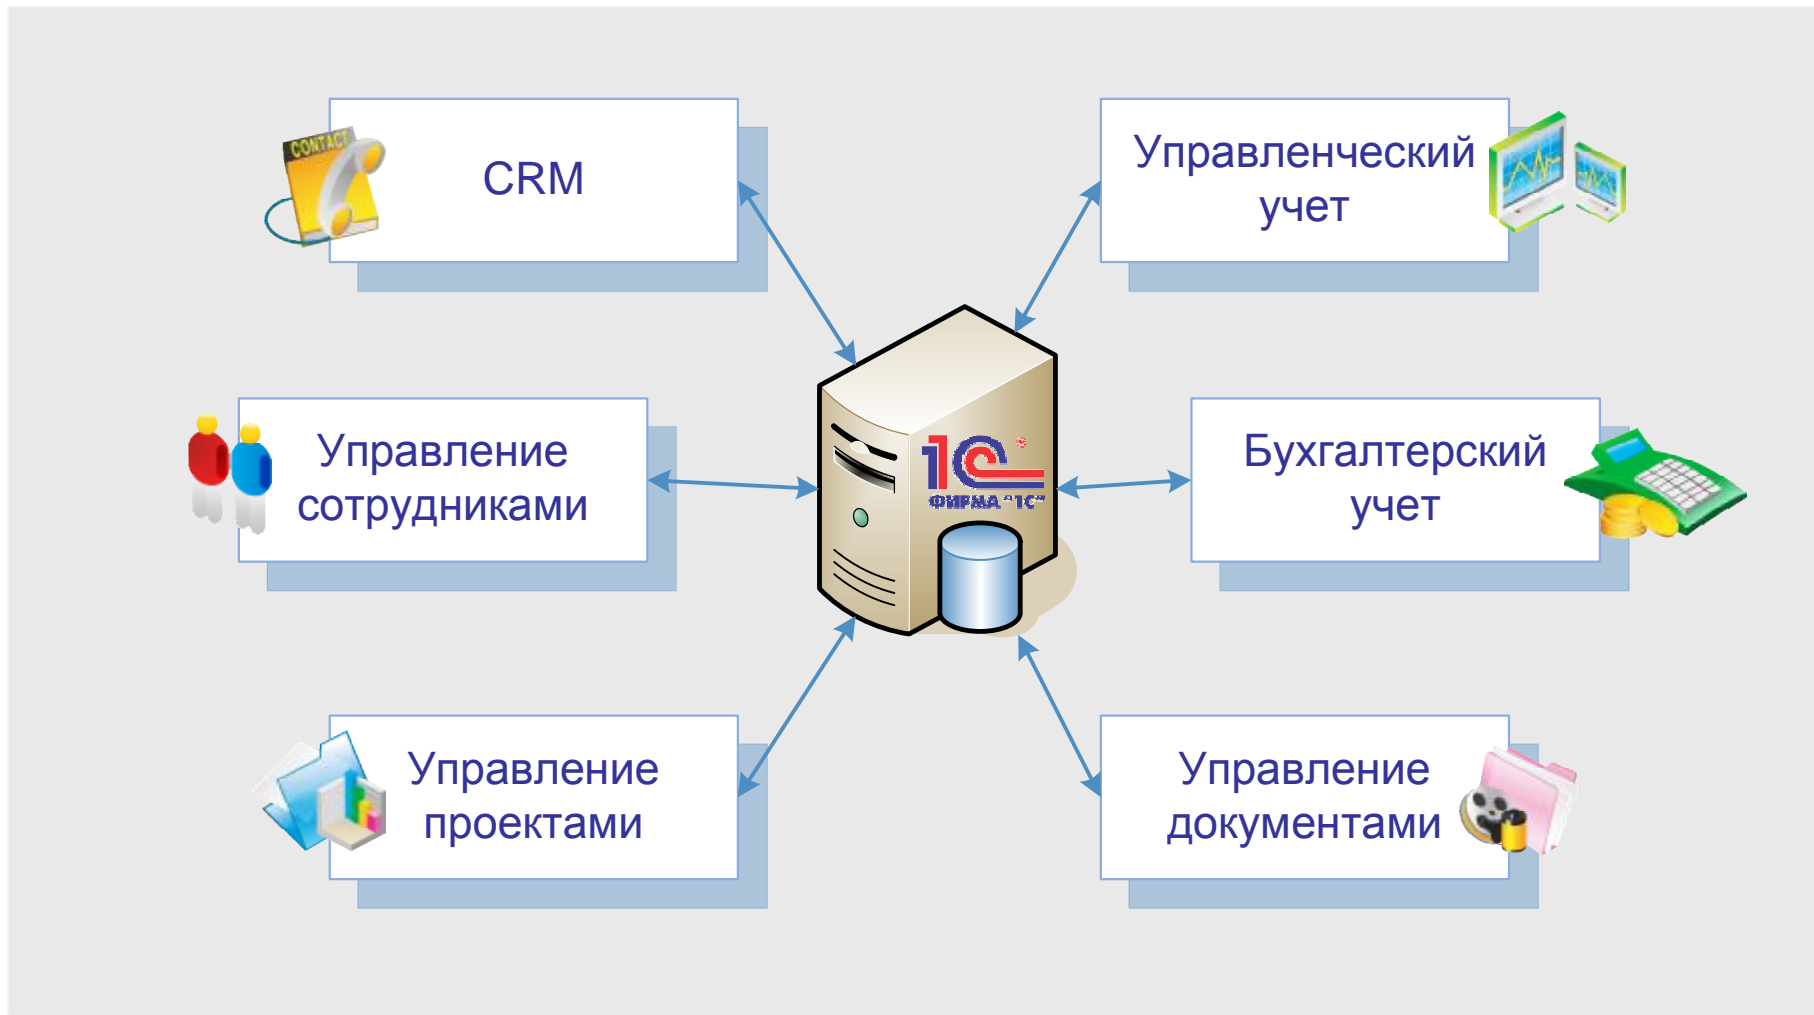 CONTACT
CRM
Управленческий
учет
Управление
сотрудниками
1С
ФИРМА "1С"
Бухгалтерский
учет
Управление
проектами
Управление
документами